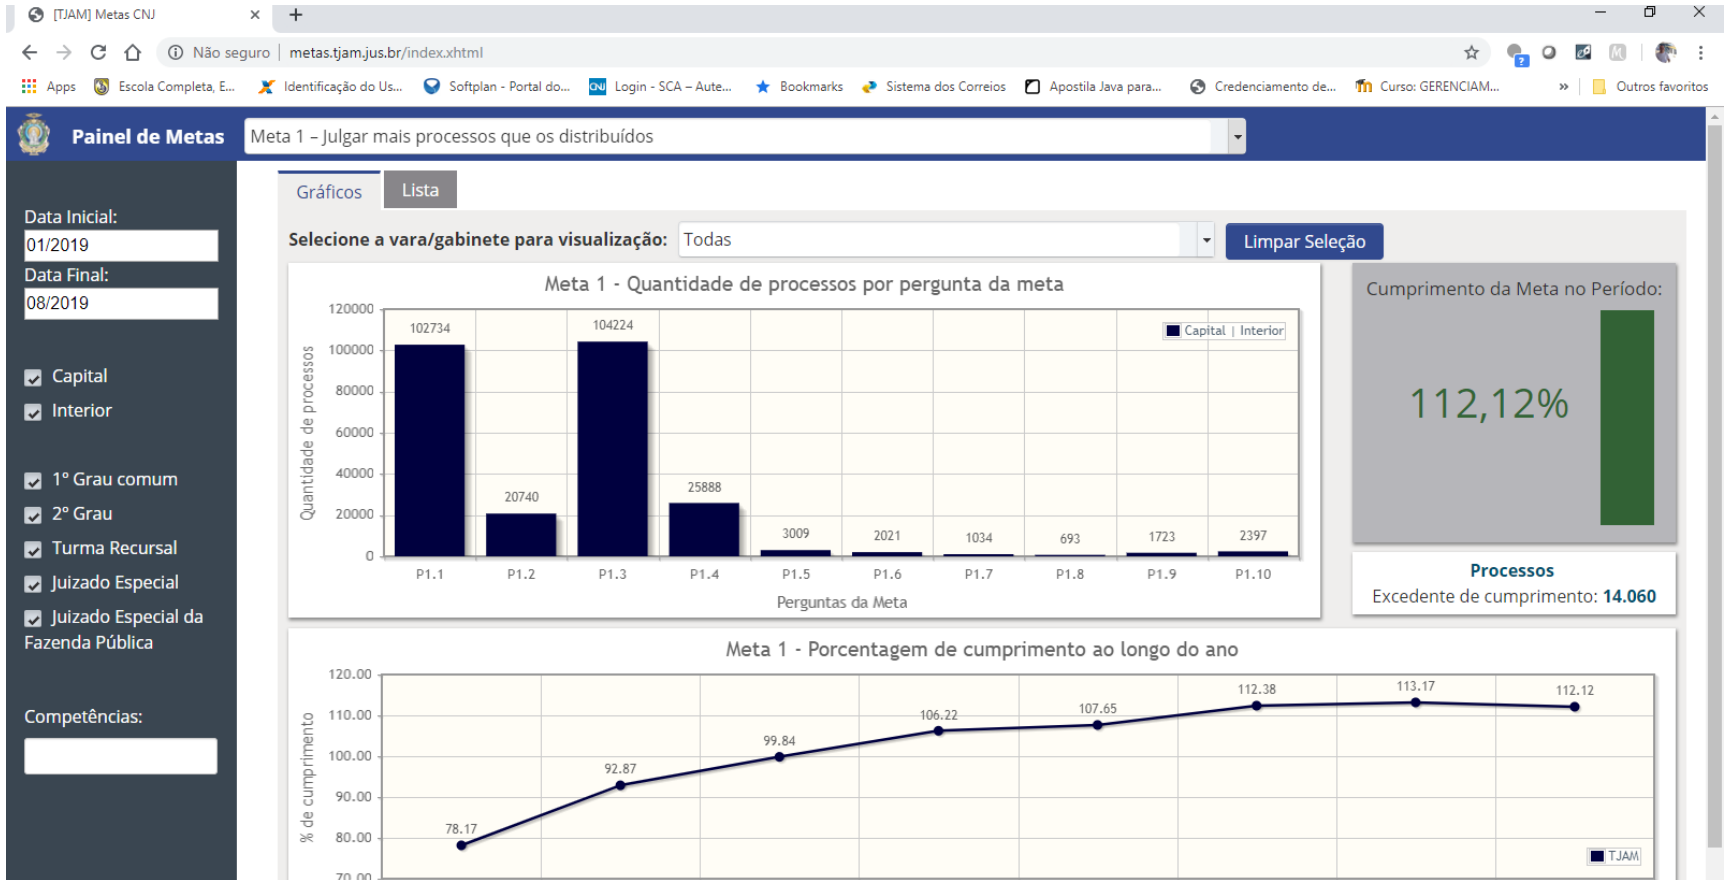 [TJAM] Metas CNJ
Não seguro | metas.tjam.jus.br/index.xhtml
Apps Escola Completa, E... Identificação do Us... Softplan - Portal do... CNJ Login - SCA – Aute... Bookmarks Sistema dos Correios Apostila Java para... Credenciamento de... Curso: GERENCIAM... » Outros favoritos
Painel de Metas Meta 1 – Julgar mais processos que os distribuídos
Gráficos Lista
Data Inicial:
01/2019
Data Final:
08/2019
Capital
Interior
1º Grau comum
2º Grau
Turma Recursal
Juizado Especial
Juizado Especial da
Fazenda Pública
Competências:
Selecione a vara/gabinete para visualização: Todas Limpar Seleção
Meta 1 - Quantidade de processos por pergunta da meta
Quantidade de processos
120000
100000
80000
60000
40000
20000
0
102734 20740 104224 25888 3009 2021 1034 693 1723 2397
Capital | Interior
P1.1 P1.2 P1.3 P1.4 P1.5 P1.6 P1.7 P1.8 P1.9 P1.10
Perguntas da Meta
Cumprimento da Meta no Período:
112,12%
Processos
Excedente de cumprimento: 14.060
Meta 1 - Porcentagem de cumprimento ao longo do ano
% de cumprimento
120.00
110.00
100.00
90.00
80.00
70.00
78.17 92.87 99.84 106.22 107.65 112.38 113.17 112.12
TJAM